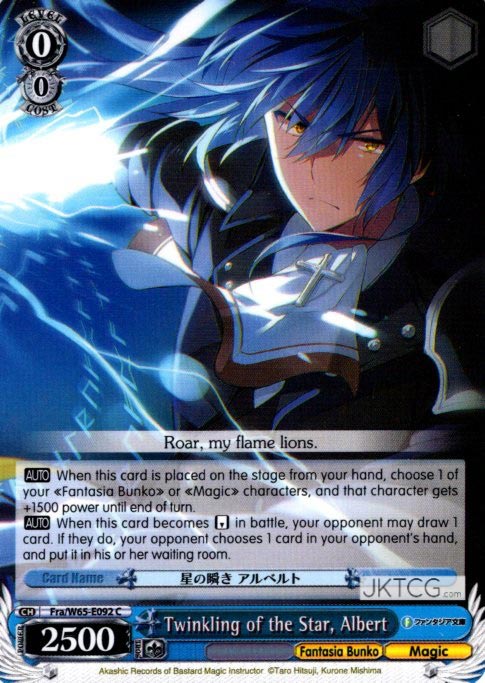 LEVEL
0
0
COST
Roar, my flame lions.
AUTO When this card is placed on the stage from your hand, choose 1 of
your «Fantasia Bunko» or «Magic» characters, and that character gets
+1500 power until end of turn.
AUTO When this card becomes in battle, your opponent may draw 1
card. If they do, your opponent chooses 1 card in your opponent's hand,
and put it in his or her waiting room.
Card Name 星の瞬き アルベルト
JKTCG.com
CH Fra/W65-E092 C
POWER 2500 SOUL
Twinkling of the Star, Albert
ファンタジア文庫
Fantasia Bunko Magic
Akashic Records of Bastard Magic Instructor ©Taro Hitsuji, Kurone Mishima